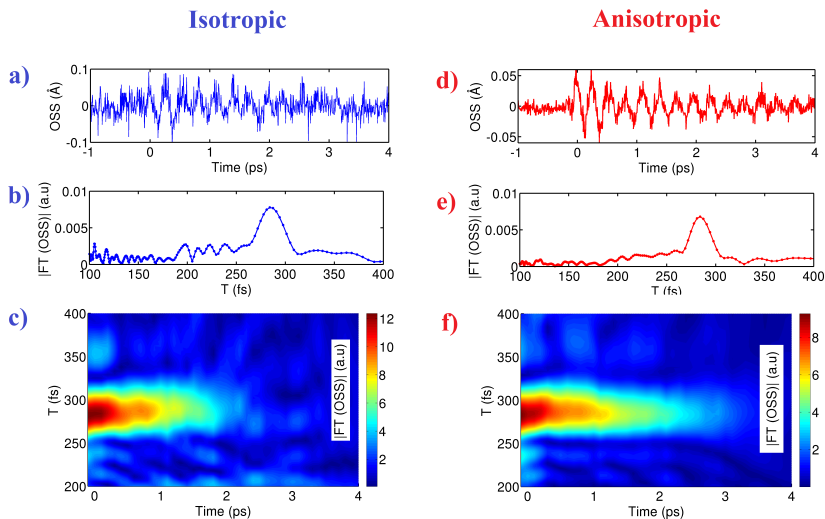 Isotropic
Anisotropic
a)
OSS (Å)
0.1
0
-0.1
-1 0 1 2 3 4
Time (ps)
d)
OSS (Å)
0.05
0
-0.05
-1 0 1 2 3 4
Time (ps)
b)
|FT (OSS)| (a.u)
0.01
0.005
0
100 150 200 250 300 350 400
T (fs)
e)
|FT (OSS)| (a.u)
0.01
0.005
0
100 150 200 250 300 350 400
T (fs)
c)
T (fs)
400
350
300
250
200
0 1 2 3 4
Time (ps)
|FT (OSS)| (a.u)
12
10
8
6
4
2
f)
T (fs)
400
350
300
250
200
0 1 2 3 4
Time (ps)
|FT (OSS)| (a.u)
8
6
4
2